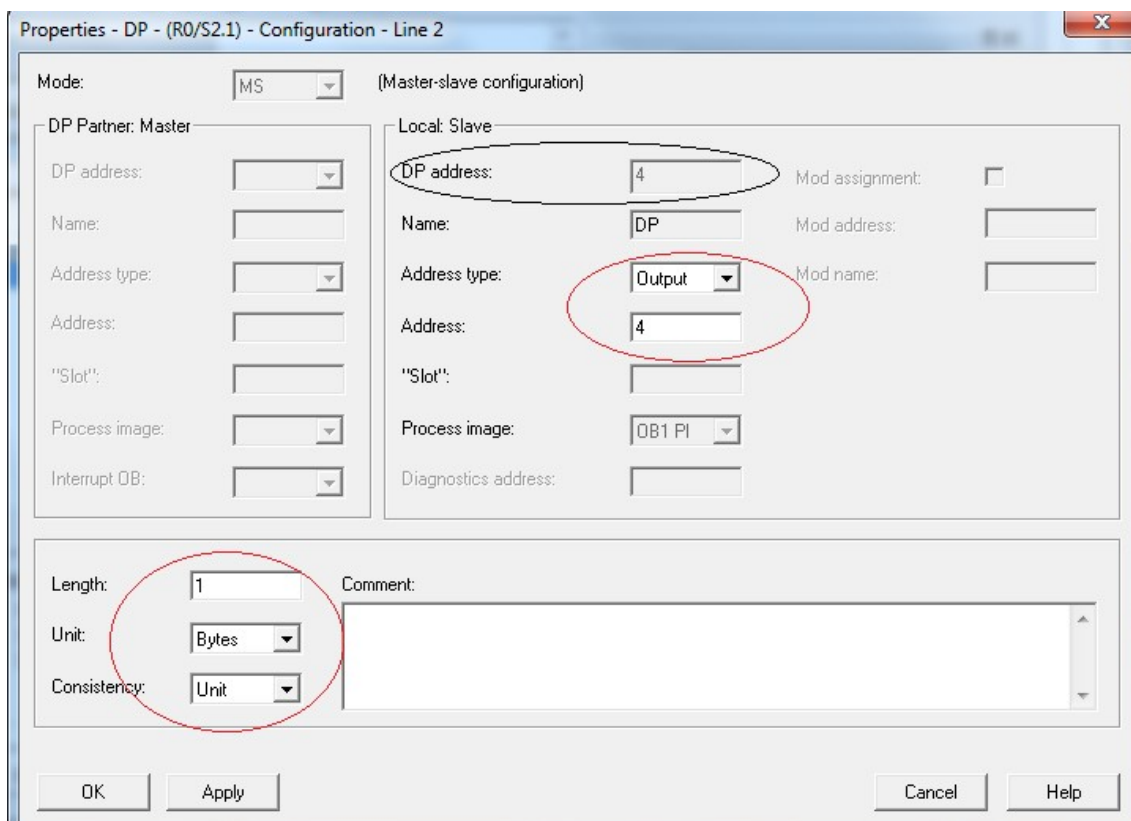 Properties - DP - (R0/S2.1) - Configuration - Line 2
x
Mode: MS (Master-slave configuration)
DP Partner: Master
DP address:
Name:
Address type:
Address:
"Slot":
Process image:
Interrupt OB:
Local: Slave
DP address: 4
Name: DP
Address type: Output
Address: 4
"Slot":
Process image: OB1 PI
Diagnostics address:
Mod assignment:
Mod address:
Mod name:
Length: 1
Unit: Bytes
Consistency: Unit
Comment:
OK Apply Cancel Help